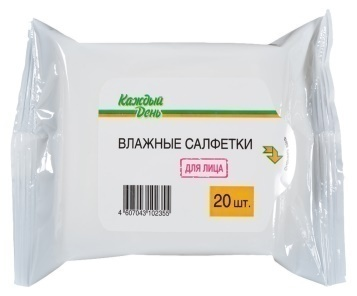 Каждый
День
ВЛАЖНЫЕ САЛФЕТКИ
ДЛЯ ЛИЦА
20 шт.
4 607043 102355